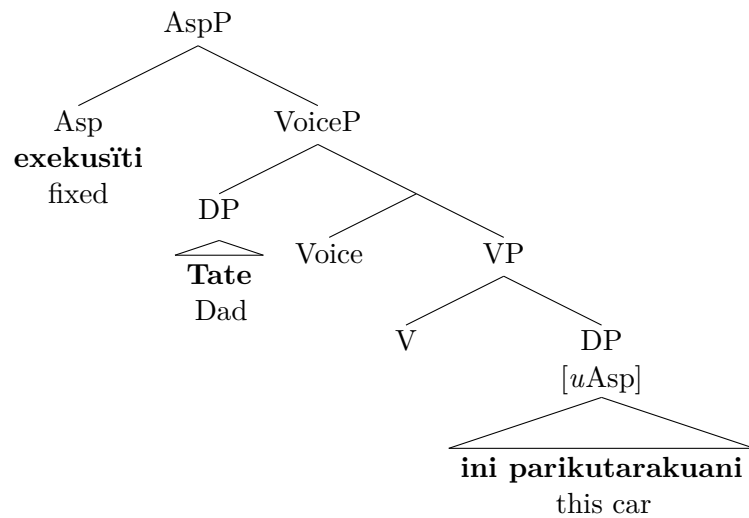 AspP
Asp VoiceP
exekusïti
fixed
DP Voice VP
Tate
Dad
V DP
[uAsp]
ini parikutarakuani
this car